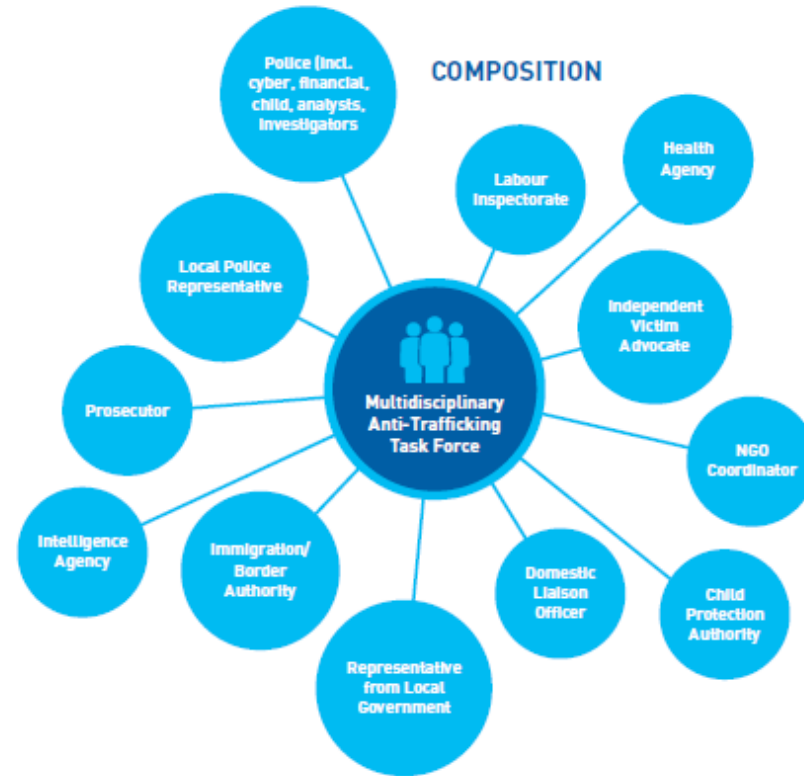 COMPOSITION
Police (incl.
cyber, financial,
child, analysts,
investigators
Labour
Inspectorate
Health
Agency
Local Police
Representative
Independent
Victim
Advocate
Multidisciplinary
Anti-Trafficking
Task Force
Prosecutor
NGO
Coordinator
Intelligence
Agency
Immigration/
Border
Authority
Domestic
Liaison
Officer
Child
Protection
Authority
Representative
from Local
Government